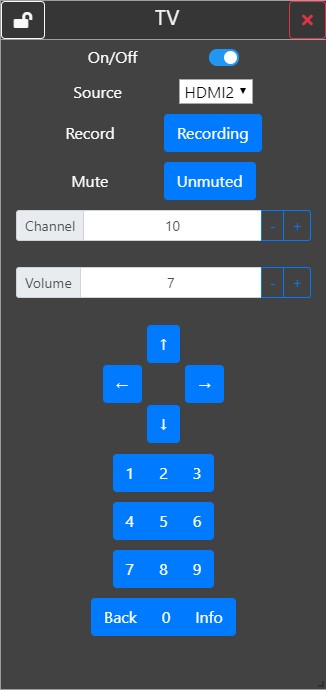 TV
On/Off
Source HDMI2
Record Recording
Mute Unmuted
Channel 10 - +
Volume 7 - +
↑
← →
↓
1 2 3
4 5 6
7 8 9
Back 0 Info